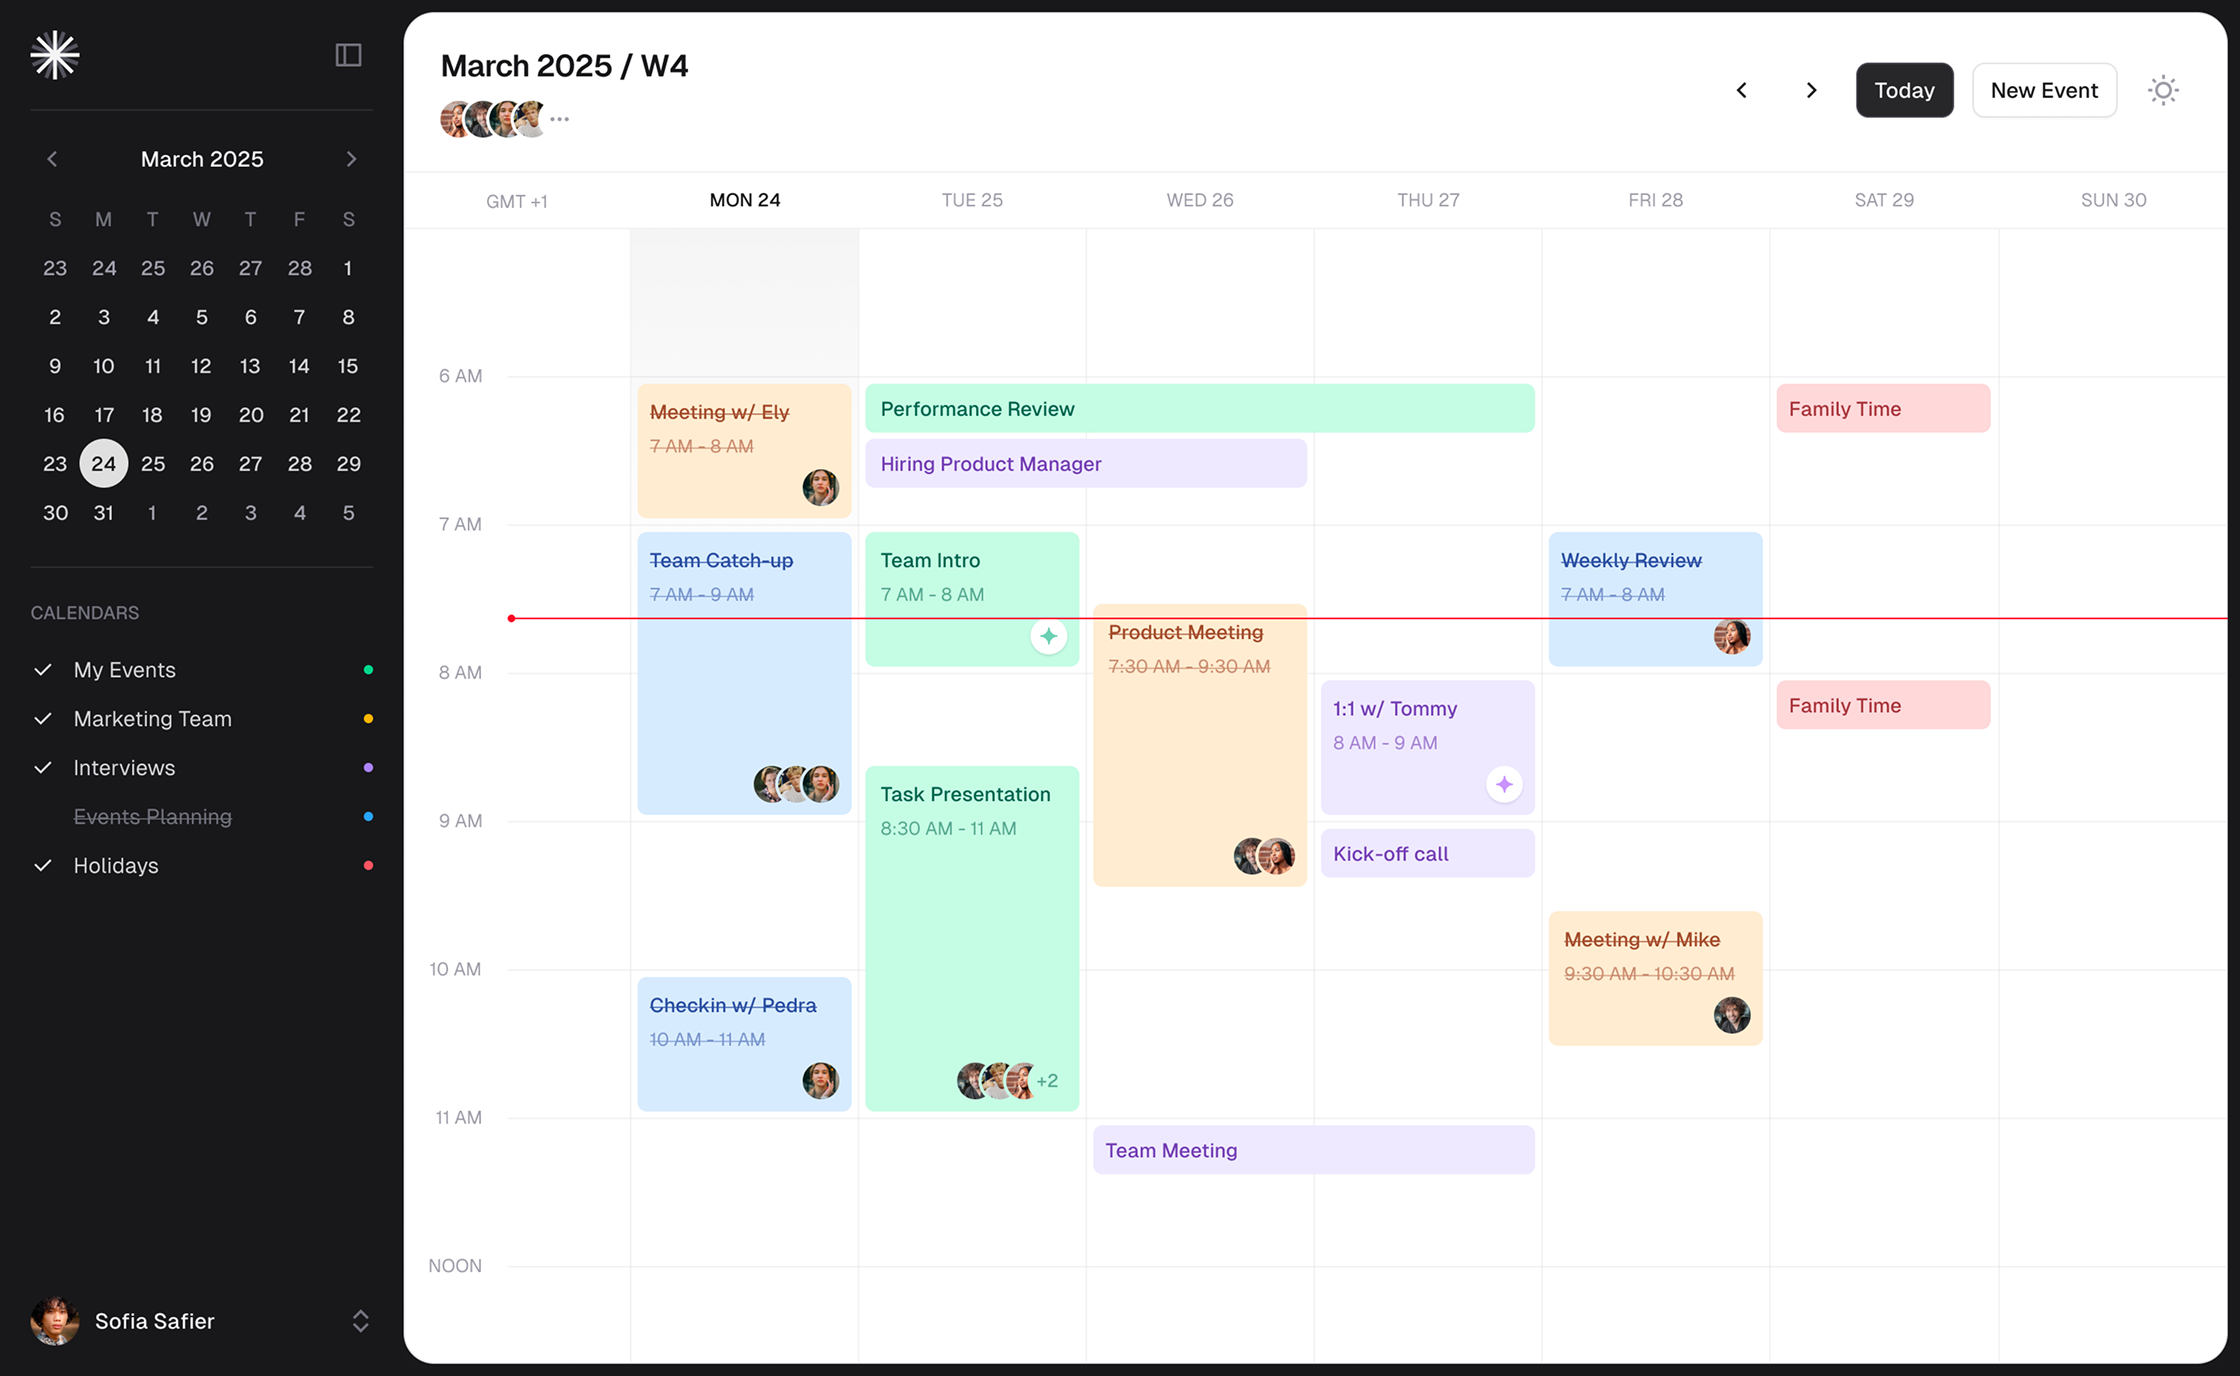 March 2025
S M T W T F S
23 24 25 26 27 28 1
2 3 4 5 6 7 8
9 10 11 12 13 14 15
16 17 18 19 20 21 22
23 24 25 26 27 28 29
30 31 1 2 3 4 5
CALENDARS
My Events
Marketing Team
Interviews
Events Planning
Holidays
Sofia Safier
March 2025 / W4
Today
New Event
GMT +1
MON 24
TUE 25
WED 26
THU 27
FRI 28
SAT 29
SUN 30
6 AM
7 AM
8 AM
9 AM
10 AM
11 AM
NOON
Meeting w/ Ely
7 AM - 8 AM
Team Catch-up
7 AM - 9 AM
Checkin w/ Pedra
10 AM - 11 AM
Performance Review
Hiring Product Manager
Team Intro
7 AM - 8 AM
Task Presentation
8:30 AM - 11 AM
+2
Product Meeting
7:30 AM - 9:30 AM
Team Meeting
1:1 w/ Tommy
8 AM - 9 AM
Kick-off call
Weekly Review
7 AM - 8 AM
Meeting w/ Mike
9:30 AM - 10:30 AM
Family Time
Family Time